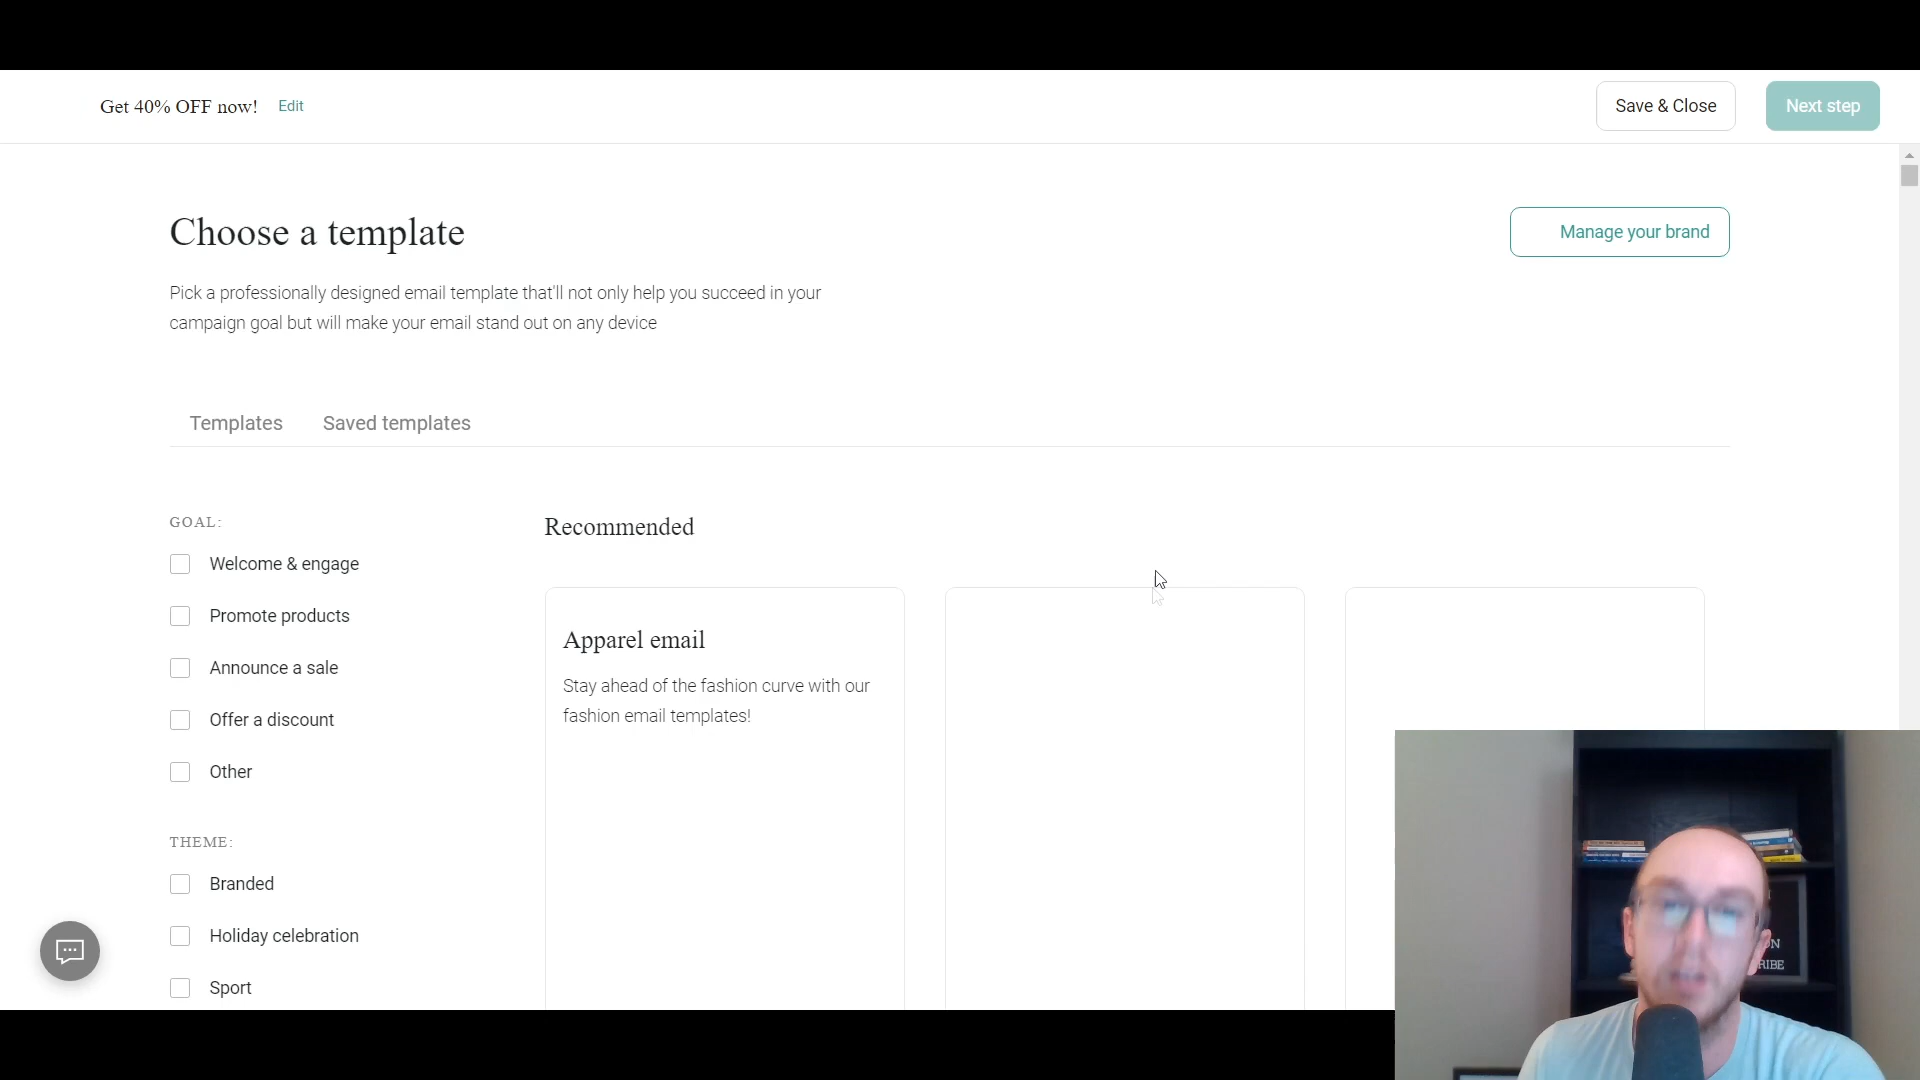 Get 40% OFF now! Edit
Save & Close
Next step
Choose a template
Manage your brand
Pick a professionally designed email template that'll not only help you succeed in your
campaign goal but will make your email stand out on any device
Templates
Saved templates
GOAL:
Welcome & engage
Promote products
Announce a sale
Offer a discount
Other
THEME:
Branded
Holiday celebration
Sport
Recommended
Apparel email
Stay ahead of the fashion curve with our
fashion email templates!